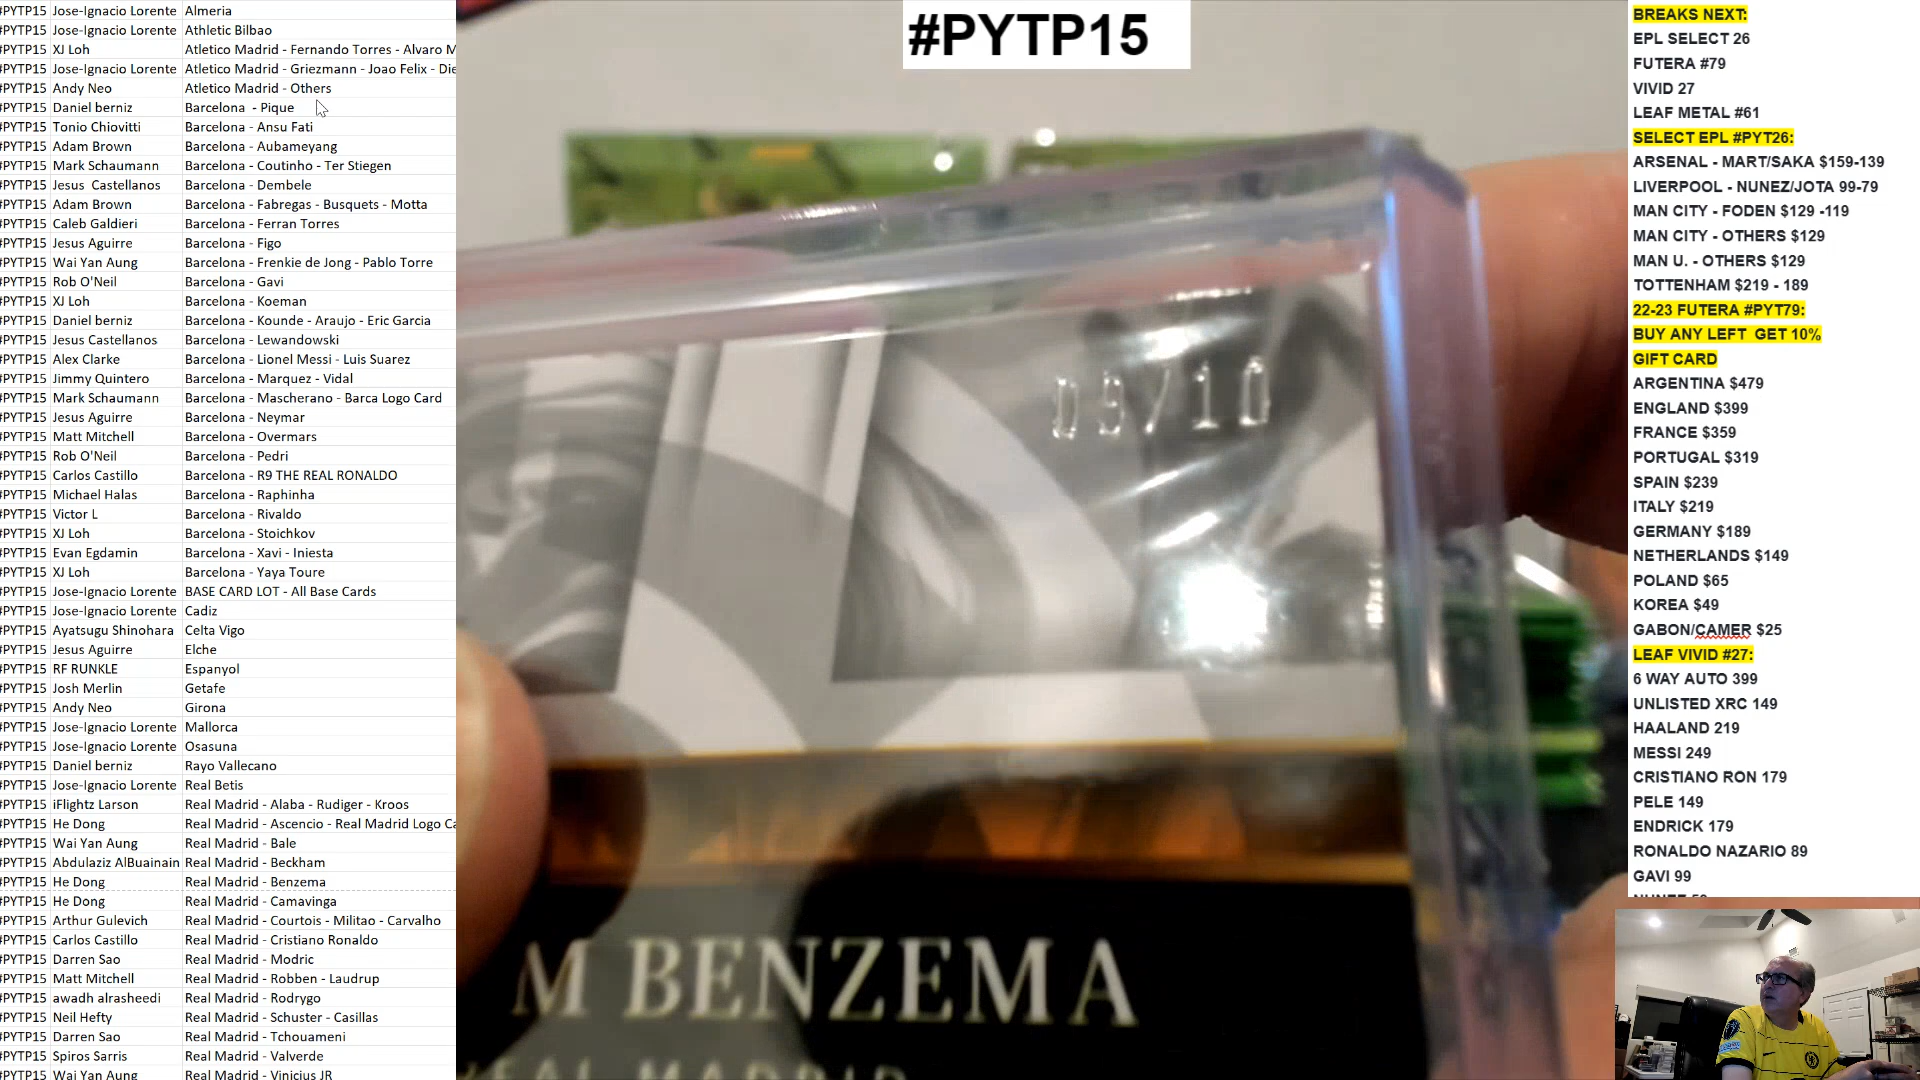 #PYTP15 Jose-Ignacio Lorente Almeria
#PYTP15 Jose-Ignacio Lorente Athletic Bilbao
#PYTP15 XJ Loh Atletico Madrid - Fernando Torres - Alvaro M
#PYTP15 Jose-Ignacio Lorente Atletico Madrid - Griezmann - Joao Felix - Die
#PYTP15 Andy Neo Atletico Madrid - Others
#PYTP15 Daniel berniz Barcelona - Pique
#PYTP15 Tonio Chiovitti Barcelona - Ansu Fati
#PYTP15 Adam Brown Barcelona - Aubameyang
#PYTP15 Mark Schaumann Barcelona - Coutinho - Ter Stiegen
#PYTP15 Jesus Castellanos Barcelona - Dembele
#PYTP15 Adam Brown Barcelona - Fabregas - Busquets - Motta
#PYTP15 Caleb Galdieri Barcelona - Ferran Torres
#PYTP15 Jesus Aguirre Barcelona - Figo
#PYTP15 Wai Yan Aung Barcelona - Frenkie de Jong - Pablo Torre
#PYTP15 Rob O'Neil Barcelona - Gavi
#PYTP15 XJ Loh Barcelona - Koeman
#PYTP15 Daniel berniz Barcelona - Kounde - Araujo - Eric Garcia
#PYTP15 Jesus Castellanos Barcelona - Lewandowski
#PYTP15 Alex Clarke Barcelona - Lionel Messi - Luis Suarez
#PYTP15 Jimmy Quintero Barcelona - Marquez - Vidal
#PYTP15 Mark Schaumann Barcelona - Mascherano - Barca Logo Card
#PYTP15 Jesus Aguirre Barcelona - Neymar
#PYTP15 Matt Mitchell Barcelona - Overmars
#PYTP15 Rob O'Neil Barcelona - Pedri
#PYTP15 Carlos Castillo Barcelona - R9 THE REAL RONALDO
#PYTP15 Michael Halas Barcelona - Raphinha
#PYTP15 Victor L Barcelona - Rivaldo
#PYTP15 XJ Loh Barcelona - Stoichkov
#PYTP15 Evan Egdamin Barcelona - Xavi - Iniesta
#PYTP15 XJ Loh Barcelona - Yaya Toure
#PYTP15 Jose-Ignacio Lorente BASE CARD LOT - All Base Cards
#PYTP15 Jose-Ignacio Lorente Cadiz
#PYTP15 Ayatsugu Shinohara Celta Vigo
#PYTP15 Jesus Aguirre Elche
#PYTP15 RF RUNKLE Espanyol
#PYTP15 Josh Merlin Getafe
#PYTP15 Andy Neo Girona
#PYTP15 Jose-Ignacio Lorente Mallorca
#PYTP15 Jose-Ignacio Lorente Osasuna
#PYTP15 Daniel berniz Rayo Vallecano
#PYTP15 Jose-Ignacio Lorente Real Betis
#PYTP15 iFlightz Larson Real Madrid - Alaba - Rudiger - Kroos
#PYTP15 He Dong Real Madrid - Ascencio - Real Madrid Logo Ca
#PYTP15 Wai Yan Aung Real Madrid - Bale
#PYTP15 Abdulaziz AlBuainain Real Madrid - Beckham
#PYTP15 He Dong Real Madrid - Benzema
#PYTP15 He Dong Real Madrid - Camavinga
#PYTP15 Arthur Gulevich Real Madrid - Courtois - Militao - Carvalho
#PYTP15 Carlos Castillo Real Madrid - Cristiano Ronaldo
#PYTP15 Darren Sao Real Madrid - Modric
#PYTP15 Matt Mitchell Real Madrid - Robben - Laudrup
#PYTP15 awadh alrasheedi Real Madrid - Rodrygo
#PYTP15 Neil Hefty Real Madrid - Schuster - Casillas
#PYTP15 Darren Sao Real Madrid - Tchouameni
#PYTP15 Spiros Sarris Real Madrid - Valverde
#PYTP15 Wai Yan Aung Real Madrid - Vinicius JR
#PYTP15
09/10
M BENZEMA
REAL MADRID
BREAKS NEXT:
EPL SELECT 26
FUTERA #79
VIVID 27
LEAF METAL #61
SELECT EPL #PYT26:
ARSENAL - MART/SAKA $159-139
LIVERPOOL - NUNEZ/JOTA 99-79
MAN CITY - FODEN $129 -119
MAN CITY - OTHERS $129
MAN U. - OTHERS $129
TOTTENHAM $219 - 189
22-23 FUTERA #PYT79:
BUY ANY LEFT GET 10%
GIFT CARD
ARGENTINA $479
ENGLAND $399
FRANCE $359
PORTUGAL $319
SPAIN $239
ITALY $219
GERMANY $189
NETHERLANDS $149
POLAND $65
KOREA $49
GABON/CAMER $25
LEAF VIVID #27:
6 WAY AUTO 399
UNLISTED XRC 149
HAALAND 219
MESSI 249
CRISTIANO RON 179
PELE 149
ENDRICK 179
RONALDO NAZARIO 89
GAVI 99